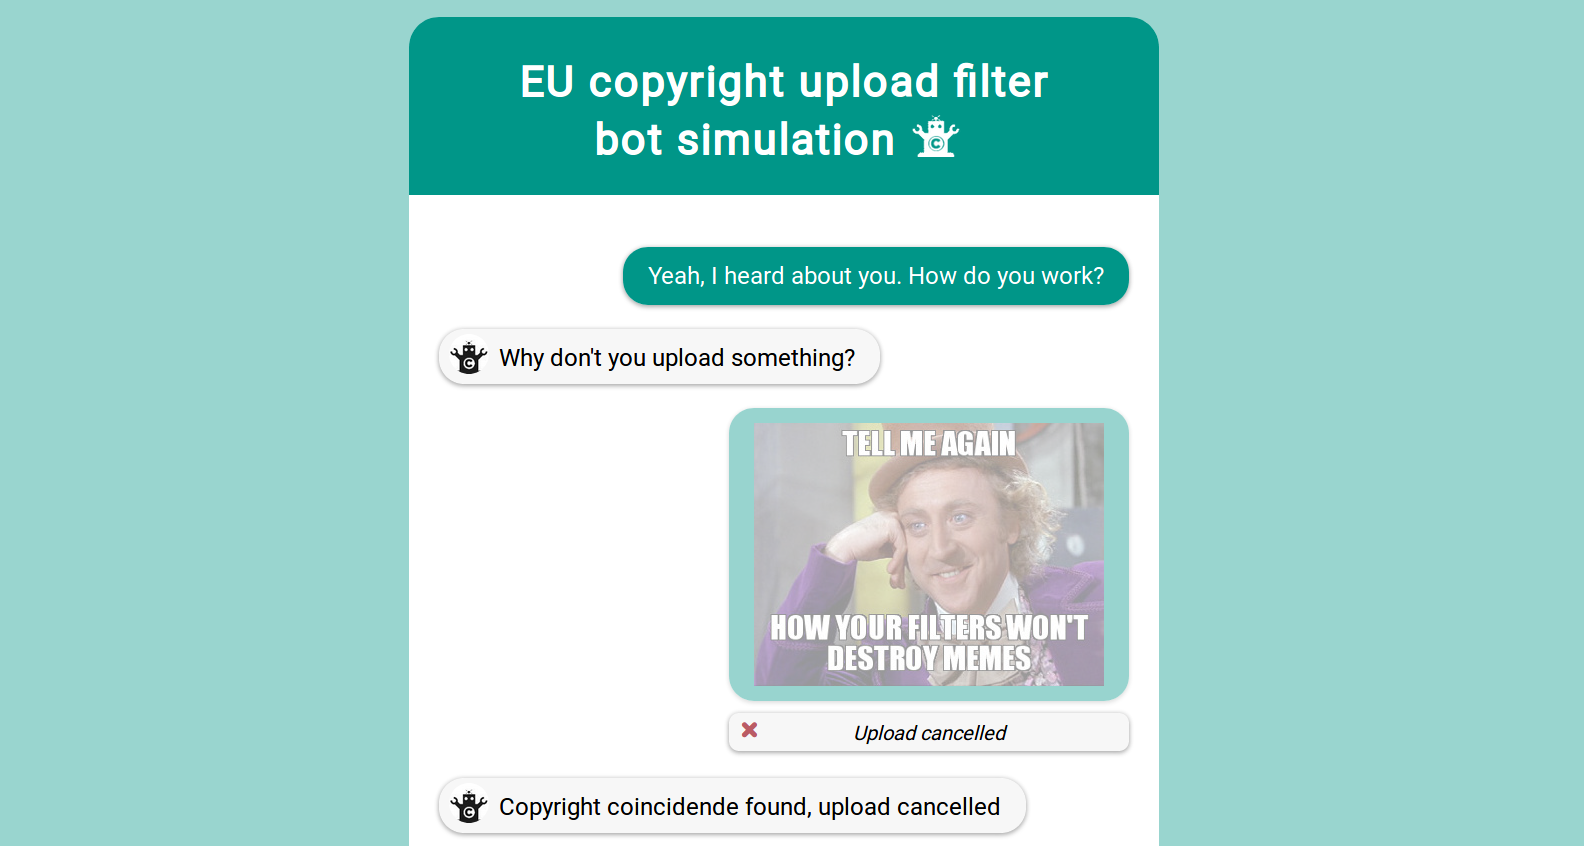 EU copyright upload filter
bot simulation
Yeah, I heard about you. How do you work?
Why don't you upload something?
TELL ME AGAIN
HOW YOUR FILTERS WON'T
DESTROY MEMES
Upload cancelled
Copyright coincidende found, upload cancelled